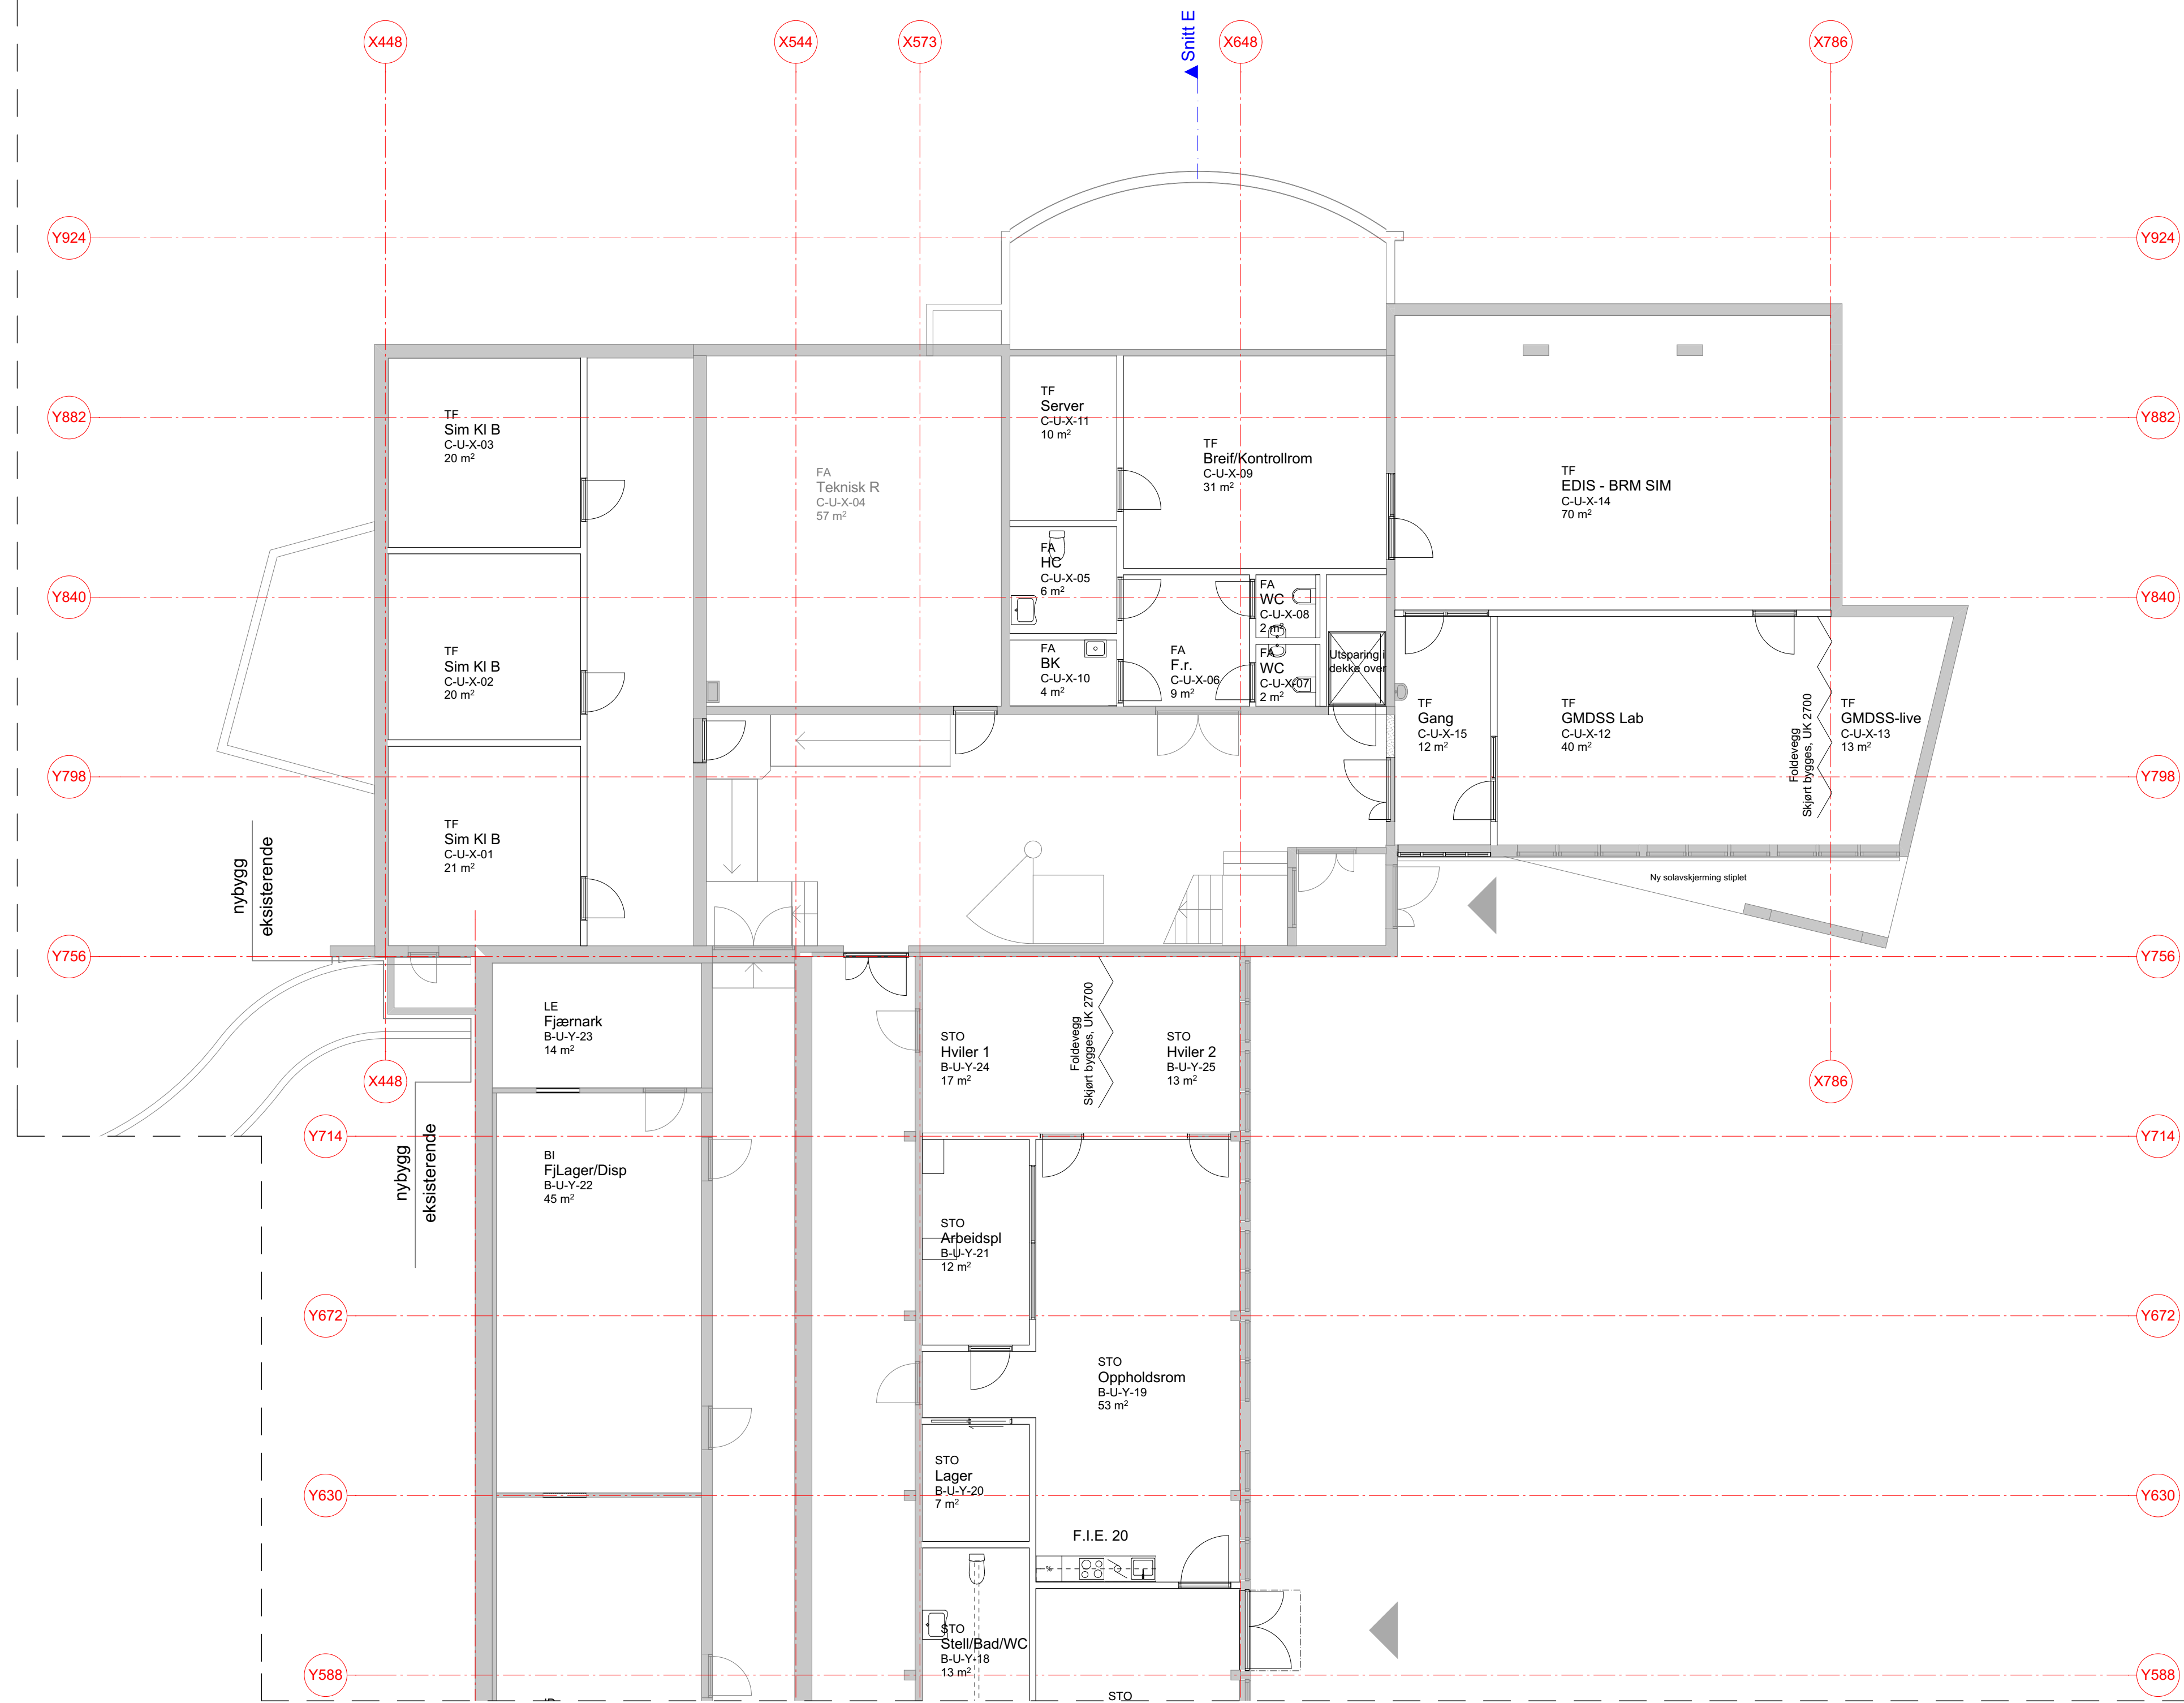 Snitt E
X448
X544
X573
X648
X786
Y924
Y924
Y882
Y882
Y840
Y840
Y798
Y798
Y756
Y756
X448
X786
Y714
Y714
Y672
Y672
Y630
Y630
Y588
Y588
TF
Sim Kl B
C-U-X-03
20 m²
TF
Sim Kl B
C-U-X-02
20 m²
TF
Sim Kl B
C-U-X-01
21 m²
FA
Teknisk R
C-U-X-04
57 m²
TF
Server
C-U-X-11
10 m²
TF
Breif/Kontrollrom
C-U-X-09
31 m²
TF
EDIS - BRM SIM
C-U-X-14
70 m²
FA
HC
C-U-X-05
6 m²
FA
BK
C-U-X-10
4 m²
FA
F.r.
C-U-X-06
9 m²
FA
WC
C-U-X-08
2 m²
FA
WC
C-U-X-07
2 m²
Utsparing i
dekke over
TF
Gang
C-U-X-15
12 m²
TF
GMDSS Lab
C-U-X-12
40 m²
Foldevegg
Skjørt bygges, UK 2700
TF
GMDSS-live
C-U-X-13
13 m²
Ny solavskjerming stiplet
nybygg
eksisterende
nybygg
eksisterende
LE
Fjærnark
B-U-Y-23
14 m²
BI
FjLager/Disp
B-U-Y-22
45 m²
STO
Hviler 1
B-U-Y-24
17 m²
Foldevegg
Skjørt bygges, UK 2700
STO
Hviler 2
B-U-Y-25
13 m²
STO
Arbeidspl
B-U-Y-21
12 m²
STO
Oppholdsrom
B-U-Y-19
53 m²
STO
Lager
B-U-Y-20
7 m²
F.I.E. 20
STO
Stell/Bad/WC
B-U-Y-18
13 m²
STO